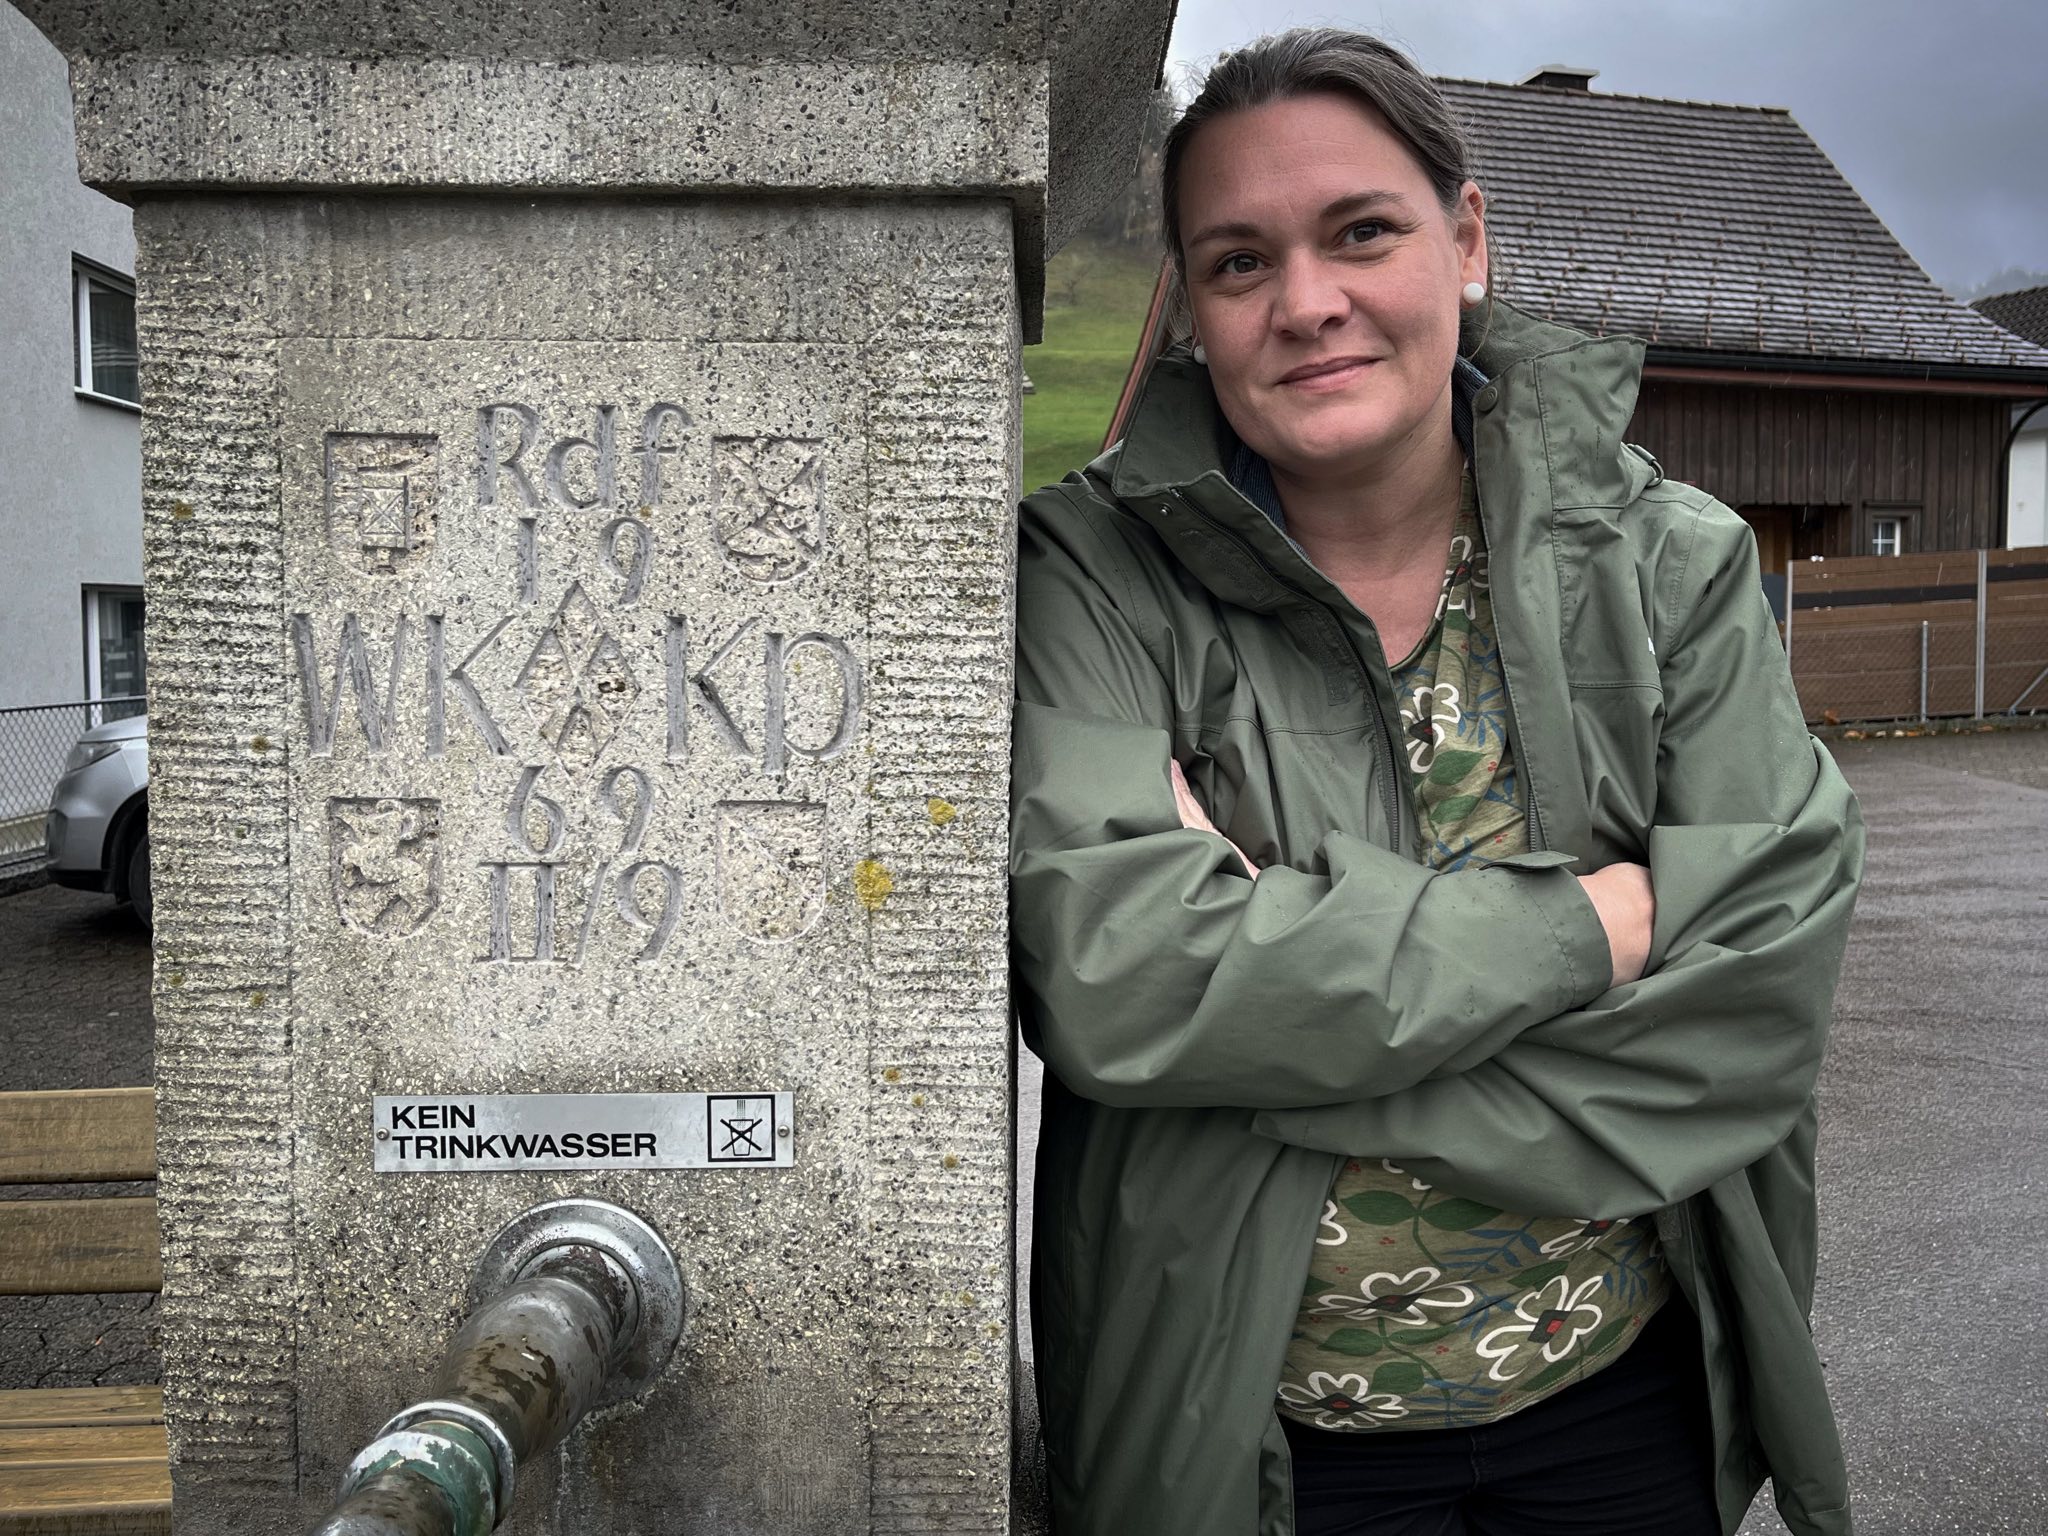 Rdf
19
WK KP
69
II/9
KEIN
TRINKWASSER